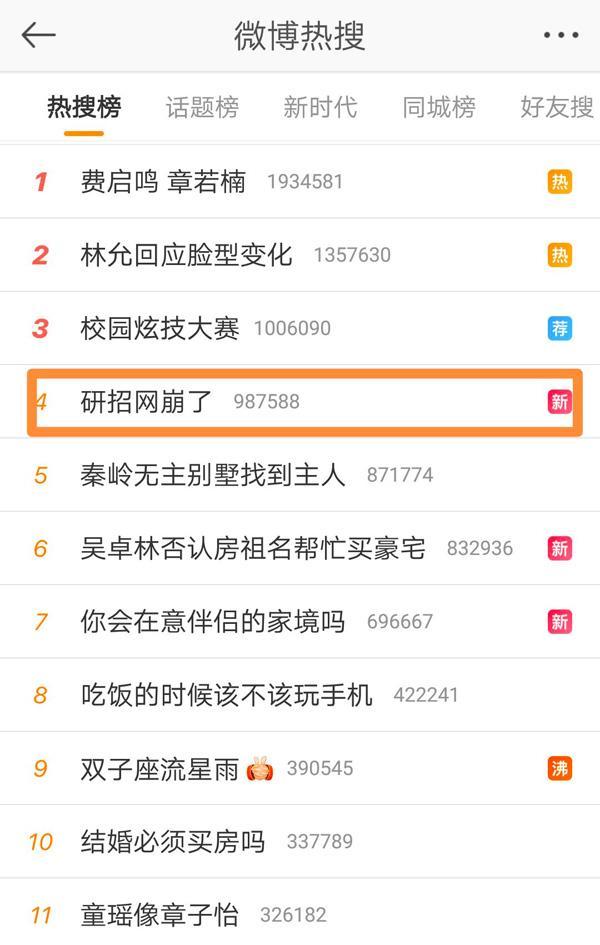 微博热搜
热搜榜 话题榜 新时代 同城榜 好友搜
1 费启鸣 章若楠 1934581 热
2 林允回应脸型变化 1357630 热
3 校园炫技大赛 1006090 荐
4 研招网崩了 987588 新
5 秦岭无主别墅找到主人 871774
6 吴卓林否认房祖名帮忙买豪宅 832936 新
7 你会在意伴侣的家境吗 696667 新
8 吃饭的时候该不该玩手机 422241
9 双子座流星雨 390545 沸
10 结婚必须买房吗 337789
11 童瑶像章子怡 326182